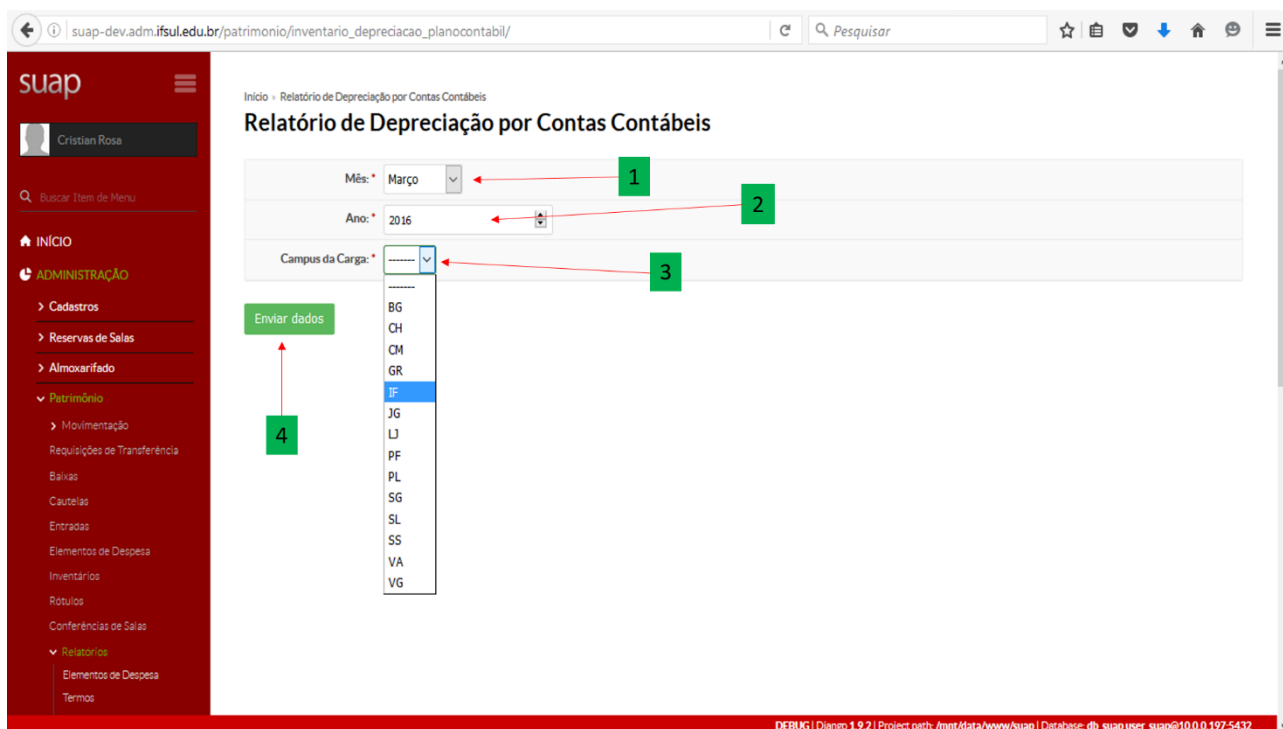 suap-dev.adm.ifsul.edu.br/patrimonio/inventario_depreciacao_planocontabil/
Pesquisar
suap
Cristian Rosa
Buscar Item de Menu
INÍCIO
ADMINISTRAÇÃO
Cadastros
Reservas de Salas
Almoxarifado
Patrimônio
Movimentação
Requisições de Transferência
Baixas
Cautelas
Entradas
Elementos de Despesa
Inventários
Rótulos
Conferências de Salas
Relatórios
Elementos de Despesa
Termos
Início » Relatório de Depreciação por Contas Contábeis
Relatório de Depreciação por Contas Contábeis
Mês: * Março
1
Ano: * 2016
2
Campus da Carga: * -------
3
-------
BG
CH
CM
GR
IF
JG
LJ
PF
PL
SG
SL
SS
VA
VG
Enviar dados
4
DEBUG | Django 1.9.2 | Project path: /mnt/data/www/suap | Database: db_suap user_suap@10.0.0.197-5432